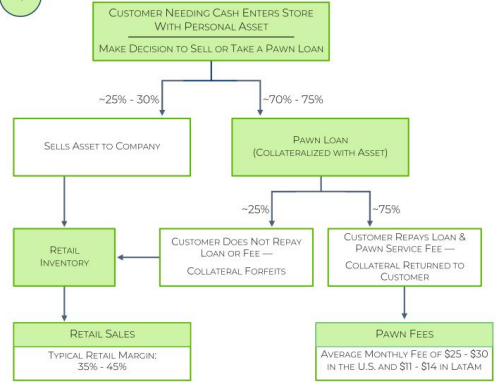 CUSTOMER NEEDING CASH ENTERS STORE
WITH PERSONAL ASSET
MAKE DECISION TO SELL OR TAKE A PAWN LOAN
~25% - 30%
~70% - 75%
SELLS ASSET TO COMPANY
PAWN LOAN
(COLLATERALIZED WITH ASSET)
~25%
~75%
RETAIL
INVENTORY
CUSTOMER DOES NOT REPAY
LOAN OR FEE —
COLLATERAL FORFEITS
CUSTOMER REPAYS LOAN &
PAWN SERVICE FEE —
COLLATERAL RETURNED TO
CUSTOMER
RETAIL SALES
TYPICAL RETAIL MARGIN:
35% - 45%
PAWN FEES
AVERAGE MONTHLY FEE OF $25 - $30
IN THE U.S. AND $11 - $14 IN LATAM